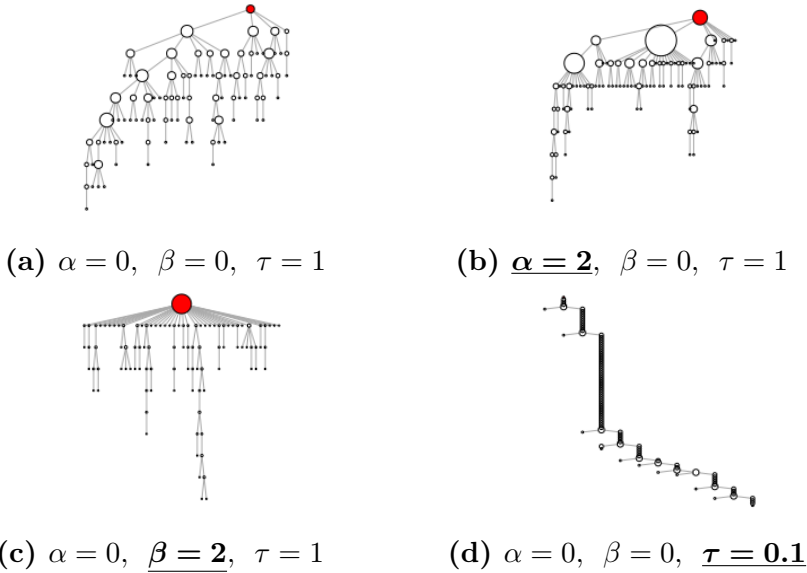 (a) α = 0, β = 0, τ = 1
(b) α = 2, β = 0, τ = 1
(c) α = 0, β = 2, τ = 1
(d) α = 0, β = 0, τ = 0.1